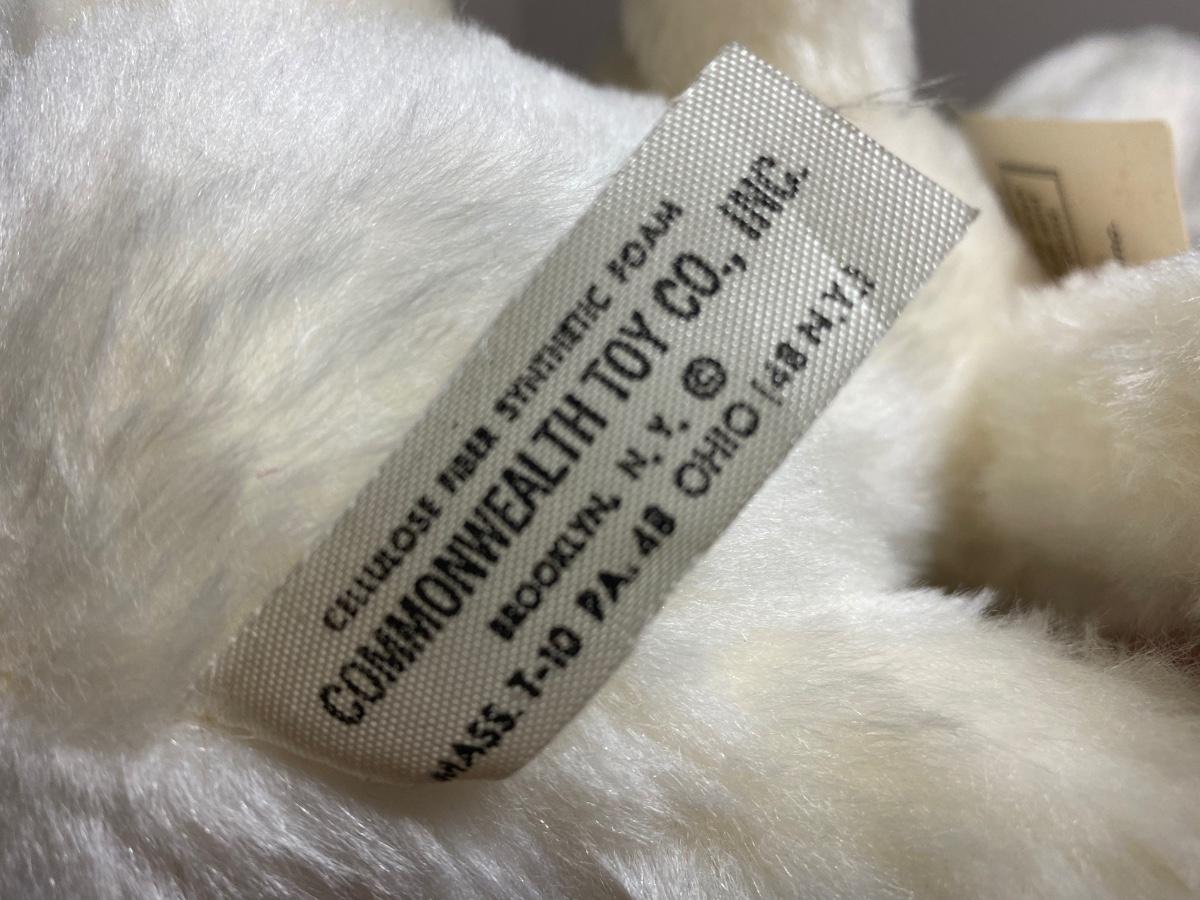 CELLULOSE FIBER SYNTHETIC FOAM
COMMONWEALTH TOY CO., INC.
BROOKLYN, N.Y. ©
MASS. T-10 PA. 48 OHIO (48 N.Y.)